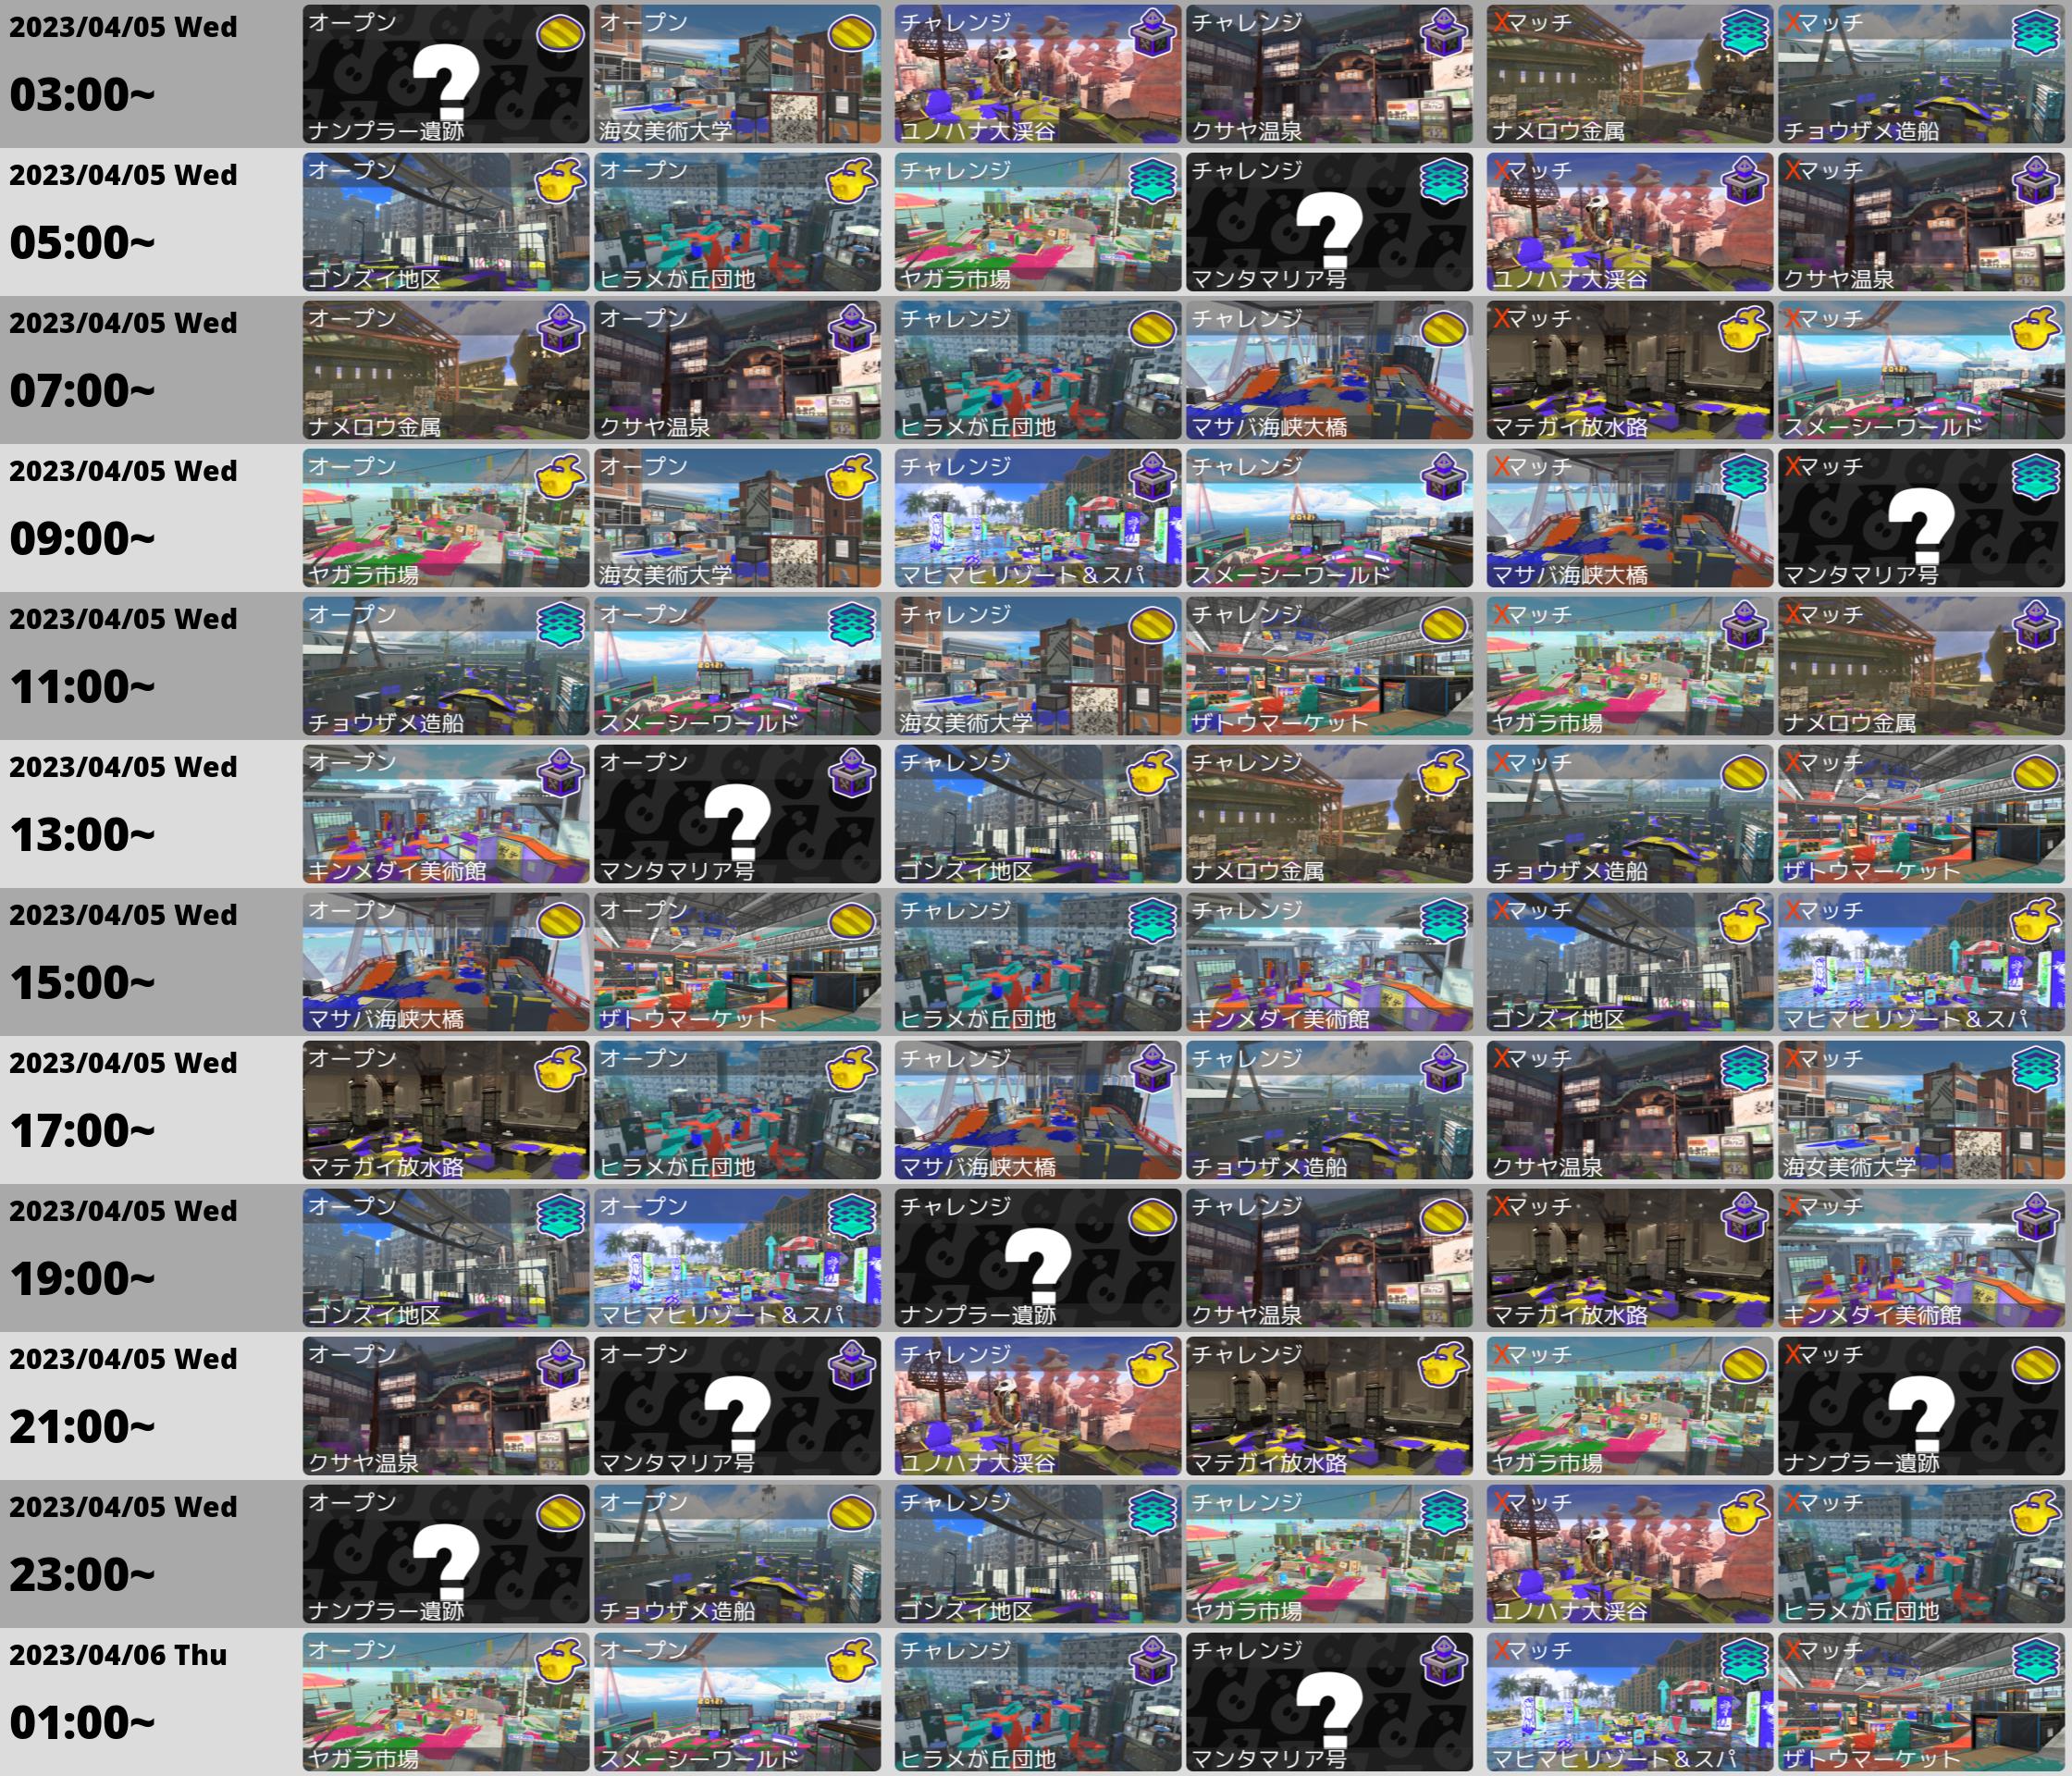 2023/04/05 Wed
03:00~
オープン
ナンプラー遺跡
オープン
海女美術大学
チャレンジ
ユノハナ大渓谷
チャレンジ
クサヤ温泉
Xマッチ
ナメロウ金属
Xマッチ
チョウザメ造船
2023/04/05 Wed
05:00~
オープン
ゴンズイ地区
オープン
ヒラメが丘団地
チャレンジ
ヤガラ市場
チャレンジ
マンタマリア号
Xマッチ
ユノハナ大渓谷
Xマッチ
クサヤ温泉
2023/04/05 Wed
07:00~
オープン
ナメロウ金属
オープン
クサヤ温泉
チャレンジ
ヒラメが丘団地
チャレンジ
マサバ海峡大橋
Xマッチ
マテガイ放水路
Xマッチ
スメーシーワールド
2023/04/05 Wed
09:00~
オープン
ヤガラ市場
オープン
海女美術大学
チャレンジ
マヒマヒリゾート&スパ
チャレンジ
スメーシーワールド
Xマッチ
マサバ海峡大橋
Xマッチ
マンタマリア号
2023/04/05 Wed
11:00~
オープン
チョウザメ造船
オープン
スメーシーワールド
チャレンジ
海女美術大学
チャレンジ
ザトウマーケット
Xマッチ
ヤガラ市場
Xマッチ
ナメロウ金属
2023/04/05 Wed
13:00~
オープン
キンメダイ美術館
オープン
マンタマリア号
チャレンジ
ゴンズイ地区
チャレンジ
ナメロウ金属
Xマッチ
チョウザメ造船
Xマッチ
ザトウマーケット
2023/04/05 Wed
15:00~
オープン
マサバ海峡大橋
オープン
ザトウマーケット
チャレンジ
ヒラメが丘団地
チャレンジ
キンメダイ美術館
Xマッチ
ゴンズイ地区
Xマッチ
マヒマヒリゾート&スパ
2023/04/05 Wed
17:00~
オープン
マテガイ放水路
オープン
ヒラメが丘団地
チャレンジ
マサバ海峡大橋
チャレンジ
チョウザメ造船
Xマッチ
クサヤ温泉
Xマッチ
海女美術大学
2023/04/05 Wed
19:00~
オープン
ゴンズイ地区
オープン
マヒマヒリゾート&スパ
チャレンジ
ナンプラー遺跡
チャレンジ
クサヤ温泉
Xマッチ
マテガイ放水路
Xマッチ
キンメダイ美術館
2023/04/05 Wed
21:00~
オープン
クサヤ温泉
オープン
マンタマリア号
チャレンジ
ユノハナ大渓谷
チャレンジ
マテガイ放水路
Xマッチ
ヤガラ市場
Xマッチ
ナンプラー遺跡
2023/04/05 Wed
23:00~
オープン
ナンプラー遺跡
オープン
チョウザメ造船
チャレンジ
ゴンズイ地区
チャレンジ
ヤガラ市場
Xマッチ
ユノハナ大渓谷
Xマッチ
ヒラメが丘団地
2023/04/06 Thu
01:00~
オープン
ヤガラ市場
オープン
スメーシーワールド
チャレンジ
ヒラメが丘団地
チャレンジ
マンタマリア号
Xマッチ
マヒマヒリゾート&スパ
Xマッチ
ザトウマーケット